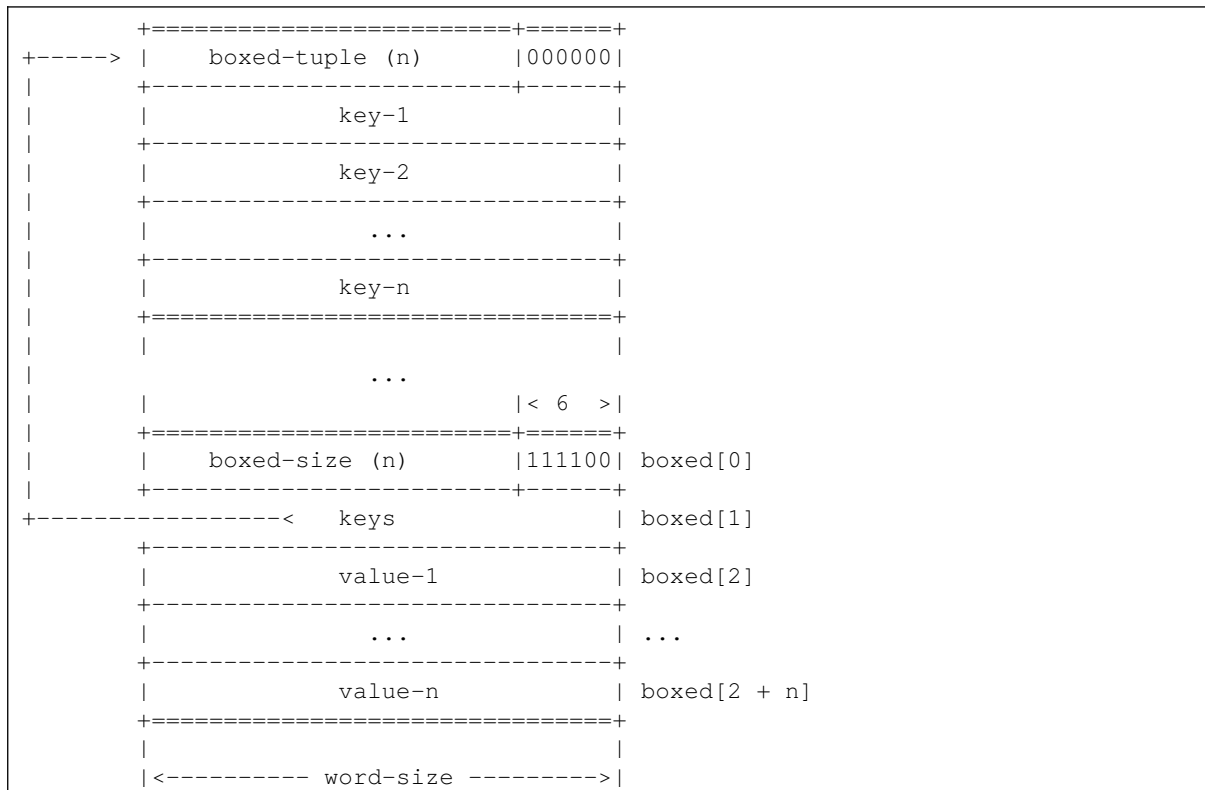 +=========================+======+
+-----> |    boxed-tuple (n)      |000000|
|       +-------------------------+------+
|       |             key-1              |
|       +--------------------------------+
|       |             key-2              |
|       +--------------------------------+
|       |               ...              |
|       +--------------------------------+
|       |             key-n              |
|       +================================+
|       |                                |
|                       ...
|       |                         |< 6  >|
|       +=========================+======+
|       |    boxed-size (n)       |111100| boxed[0]
|       +-------------------------+------+
+-----------------<   keys               | boxed[1]
        +--------------------------------+
        |             value-1            | boxed[2]
        +--------------------------------+
        |               ...              | ...
        +--------------------------------+
        |             value-n            | boxed[2 + n]
        +================================+
        |                                |
        |<---------- word-size --------->|